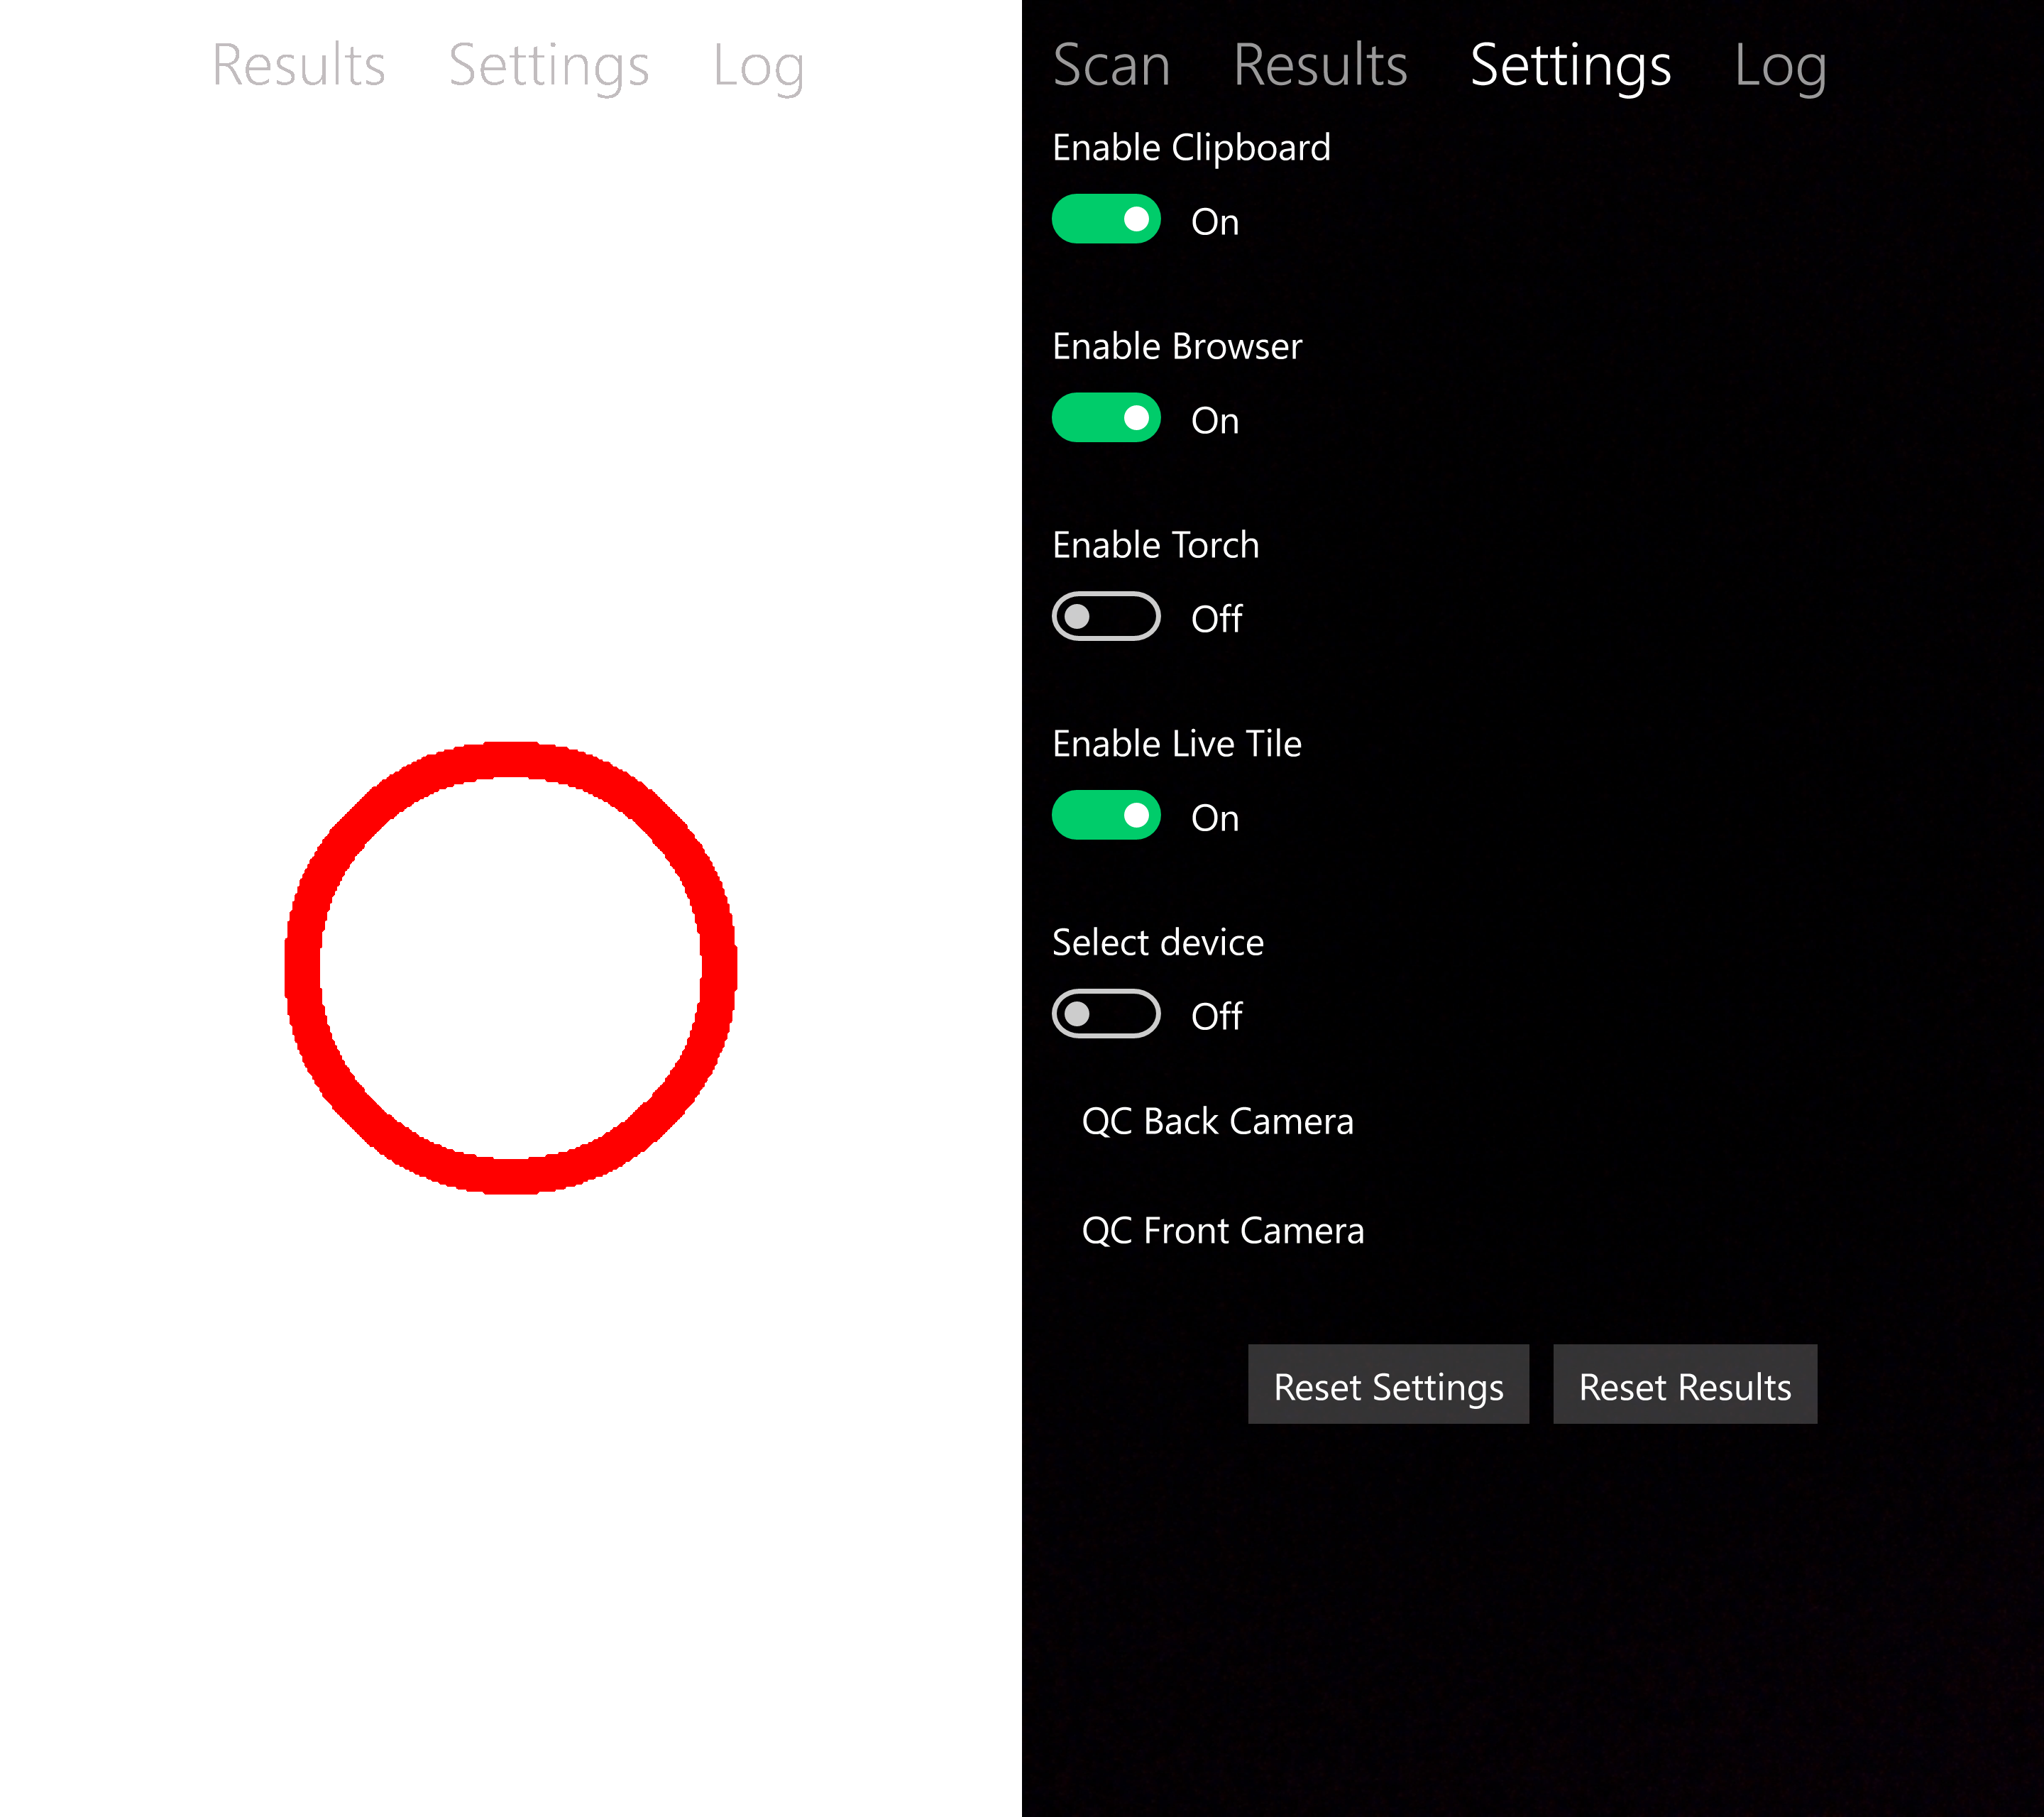 Results Settings Log
Scan Results Settings Log
Enable Clipboard
On
Enable Browser
On
Enable Torch
Off
Enable Live Tile
On
Select device
Off
QC Back Camera
QC Front Camera
Reset Settings Reset Results